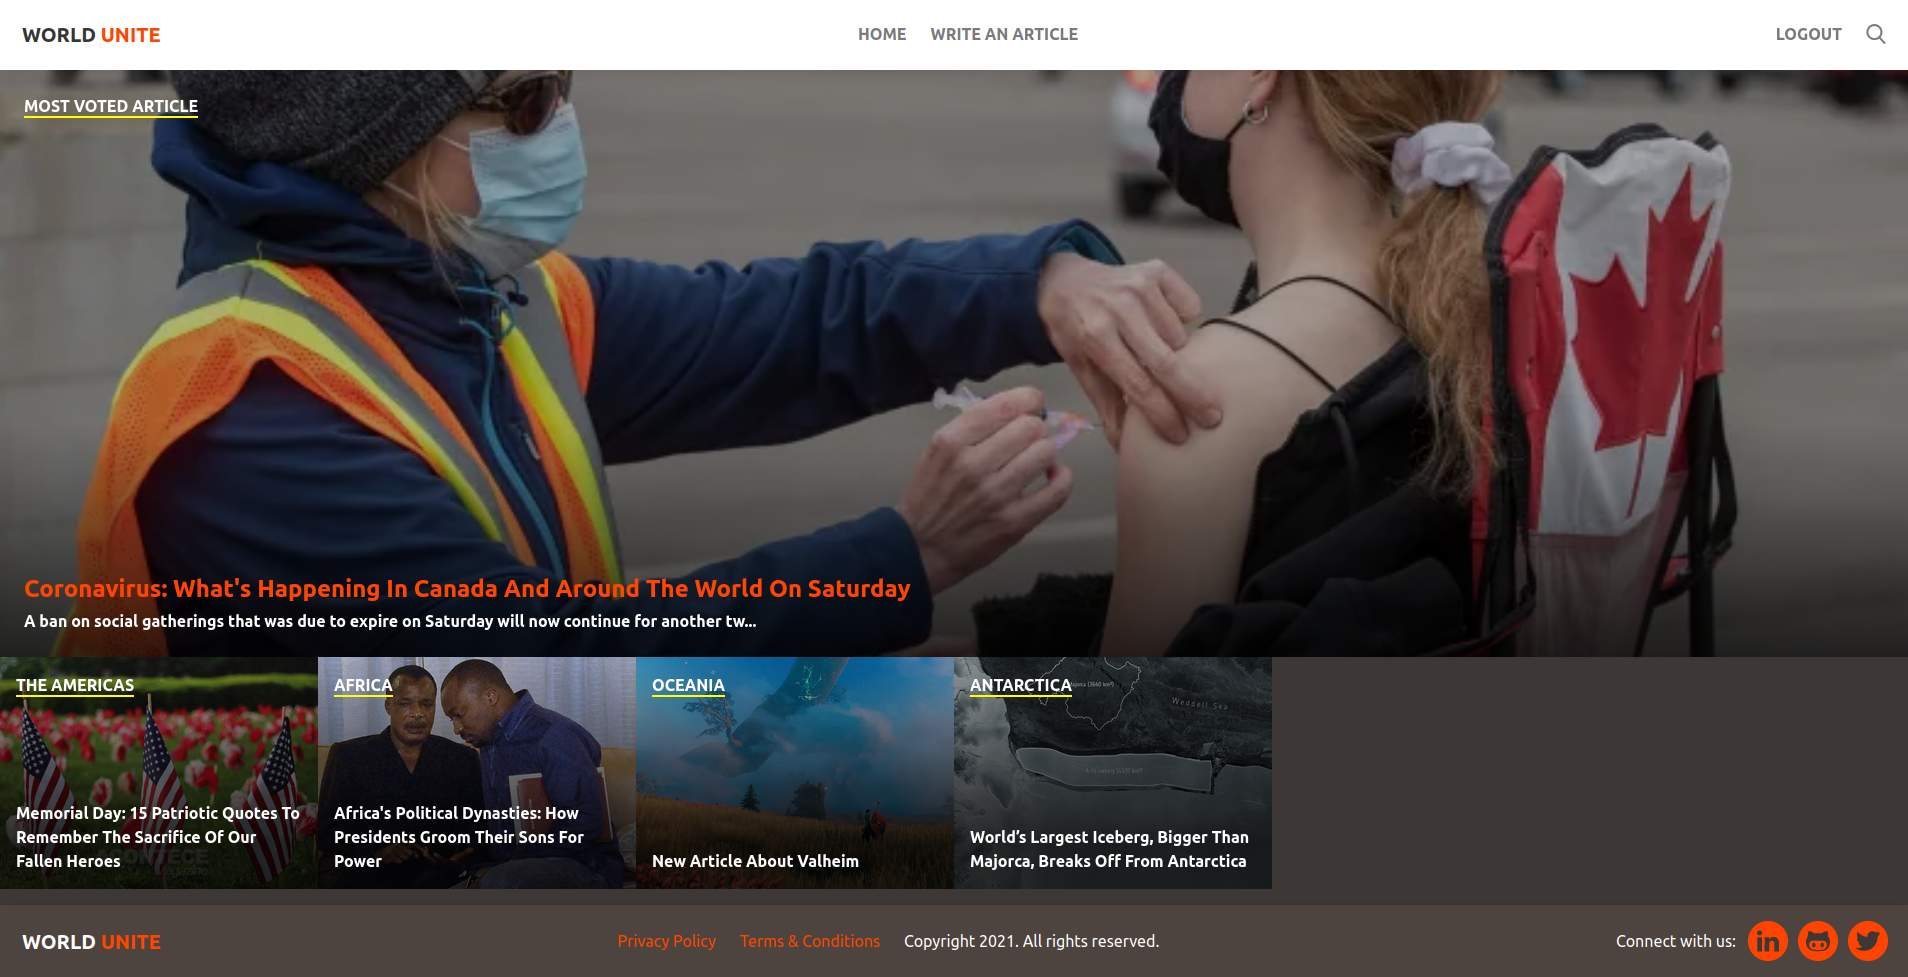 WORLD UNITE
HOME
WRITE AN ARTICLE
LOGOUT
MOST VOTED ARTICLE
Coronavirus: What's Happening In Canada And Around The World On Saturday
A ban on social gatherings that was due to expire on Saturday will now continue for another tw...
THE AMERICAS
Memorial Day: 15 Patriotic Quotes To
Remember The Sacrifice Of Our
Fallen Heroes
AFRICA
Africa's Political Dynasties: How
Presidents Groom Their Sons For
Power
OCEANIA
New Article About Valheim
ANTARCTICA
Weddell Sea
World’s Largest Iceberg, Bigger Than
Majorca, Breaks Off From Antarctica
WORLD UNITE
Privacy Policy
Terms & Conditions
Copyright 2021. All rights reserved.
Connect with us:
in